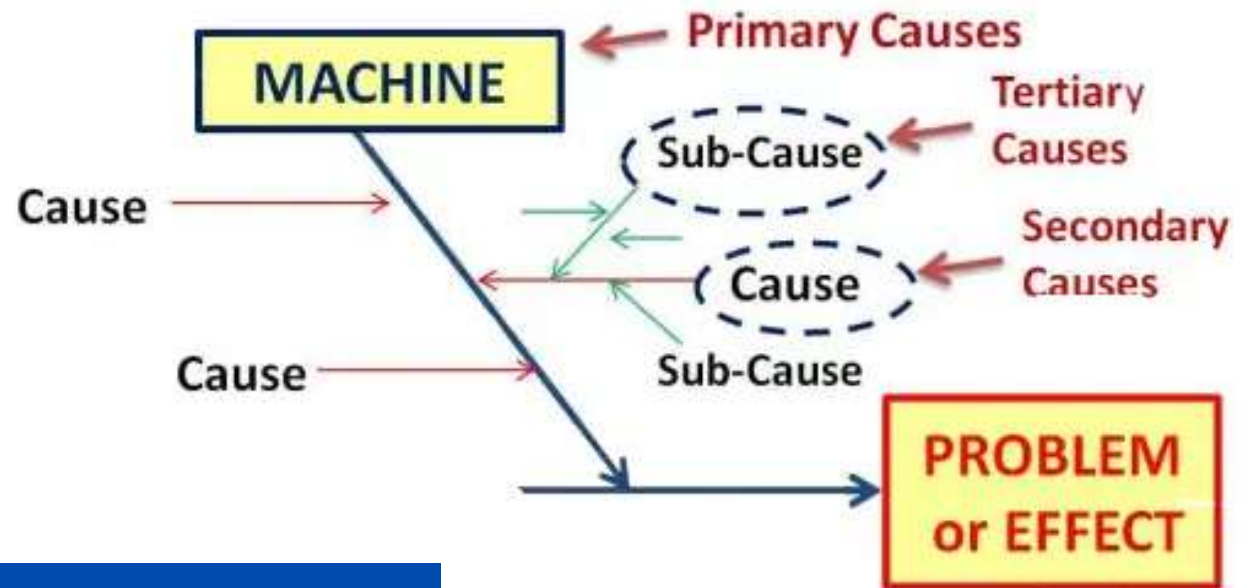 Primary Causes
MACHINE
Tertiary
Causes
Sub-Cause
Cause
Secondary
Causes
Cause
Sub-Cause
Cause
PROBLEM
or EFFECT